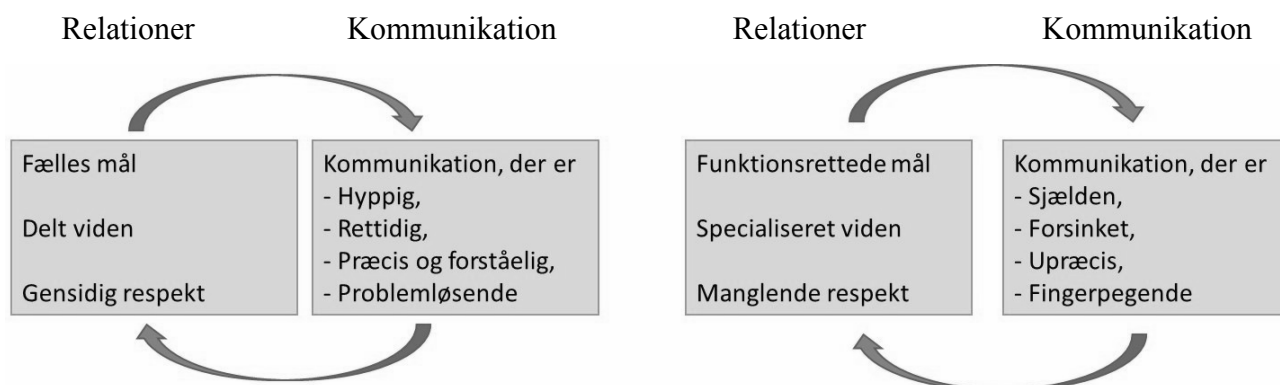 Relationer
Kommunikation
Fælles mål
Delt viden
Gensidig respekt
Kommunikation, der er
- Hyppig,
- Rettidig,
- Præcis og forståelig,
- Problemløsende
Relationer
Kommunikation
Funktionsrettede mål
Specialiseret viden
Manglende respekt
Kommunikation, der er
- Sjælden,
- Forsinket,
- Upræcis,
- Fingerpegende